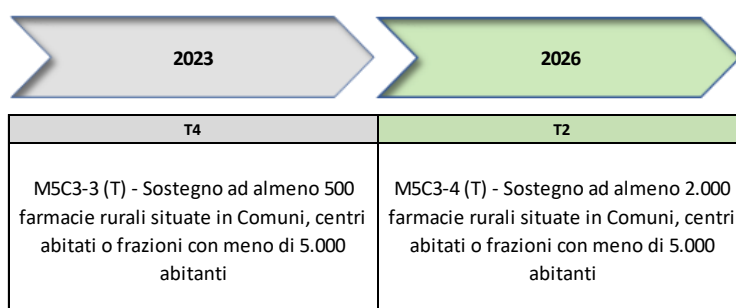 2023
2026
T4
T2
M5C3-3 (T) - Sostegno ad almeno 500
farmacie rurali situate in Comuni, centri
abitati o frazioni con meno di 5.000
abitanti
M5C3-4 (T) - Sostegno ad almeno 2.000
farmacie rurali situate in Comuni, centri
abitati o frazioni con meno di 5.000
abitanti